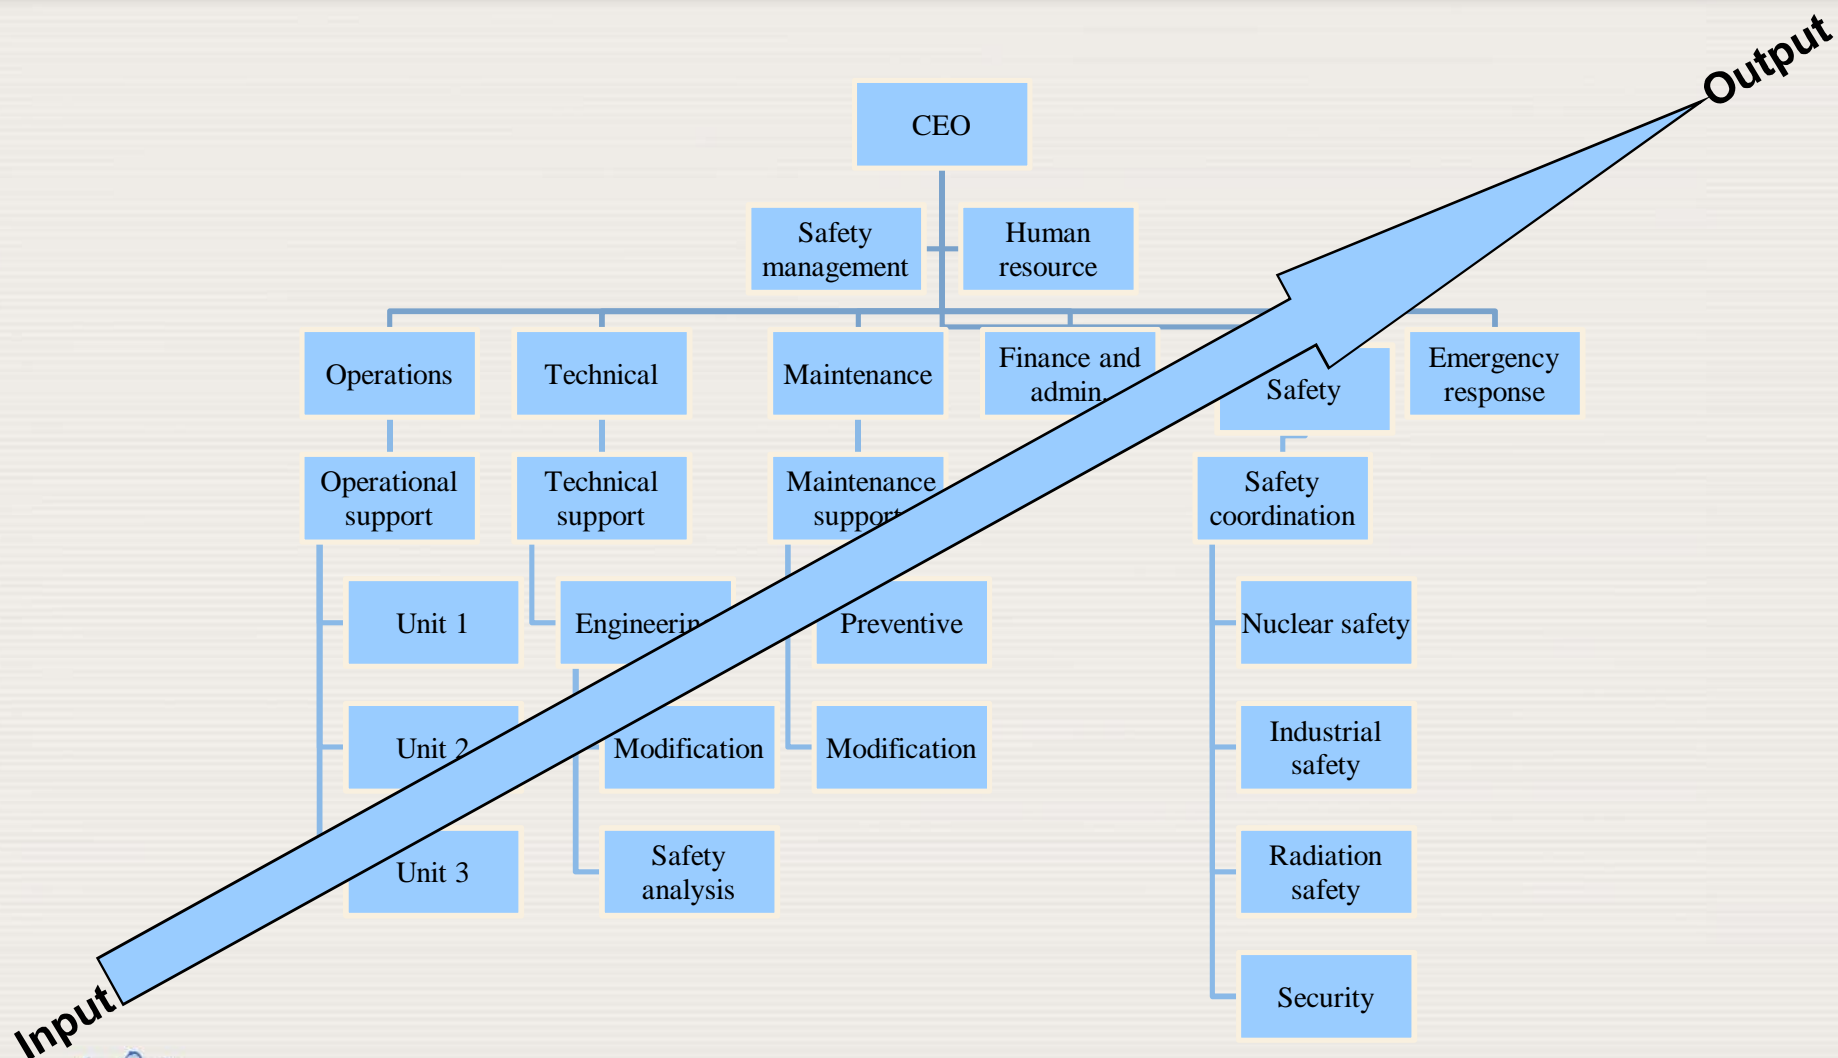 Output
CEO
Safety
management
Human
resource
Operations
Technical
Maintenance
Finance and
admin.
Safety
Emergency
response
Operational
support
Technical
support
Maintenance
support
Safety
coordination
Unit 1
Engineering
Preventive
Nuclear safety
Unit 2
Modification
Modification
Industrial
safety
Unit 3
Safety
analysis
Radiation
safety
Security
Input